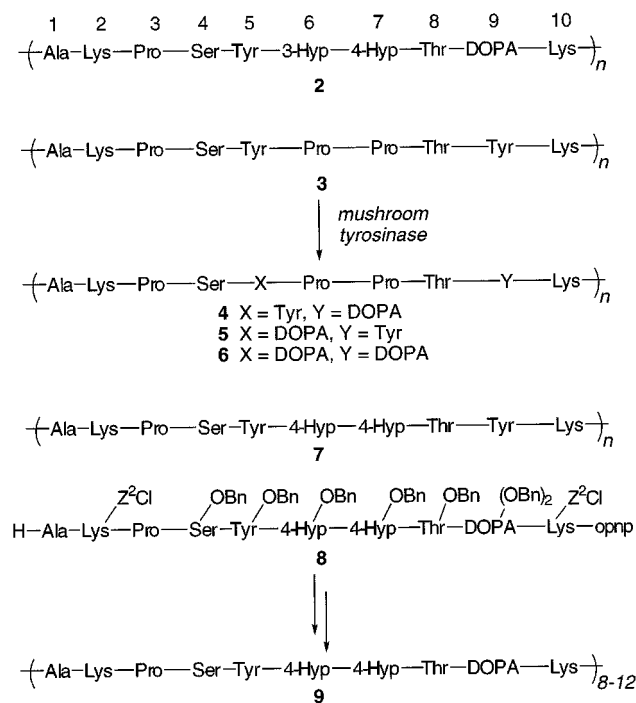 1 2 3 4 5 6 7 8 9 10
(Ala—Lys—Pro—Ser—Tyr—3-Hyp—4-Hyp—Thr—DOPA—Lys)n
2
(Ala—Lys—Pro—Ser—Tyr—Pro—Pro—Thr—Tyr—Lys)n
3
mushroom
tyrosinase
(Ala—Lys—Pro—Ser—X—Pro—Pro—Thr—Y—Lys)n
4 X = Tyr, Y = DOPA
5 X = DOPA, Y = Tyr
6 X = DOPA, Y = DOPA
(Ala—Lys—Pro—Ser—Tyr—4-Hyp—4-Hyp—Thr—Tyr—Lys)n
7
Z²Cl OBn OBn OBn OBn OBn (OBn)₂ Z²Cl
H—Ala—Lys—Pro—Ser—Tyr—4-Hyp—4-Hyp—Thr—DOPA—Lys—opnp
8
(Ala—Lys—Pro—Ser—Tyr—4-Hyp—4-Hyp—Thr—DOPA—Lys)8-12
9